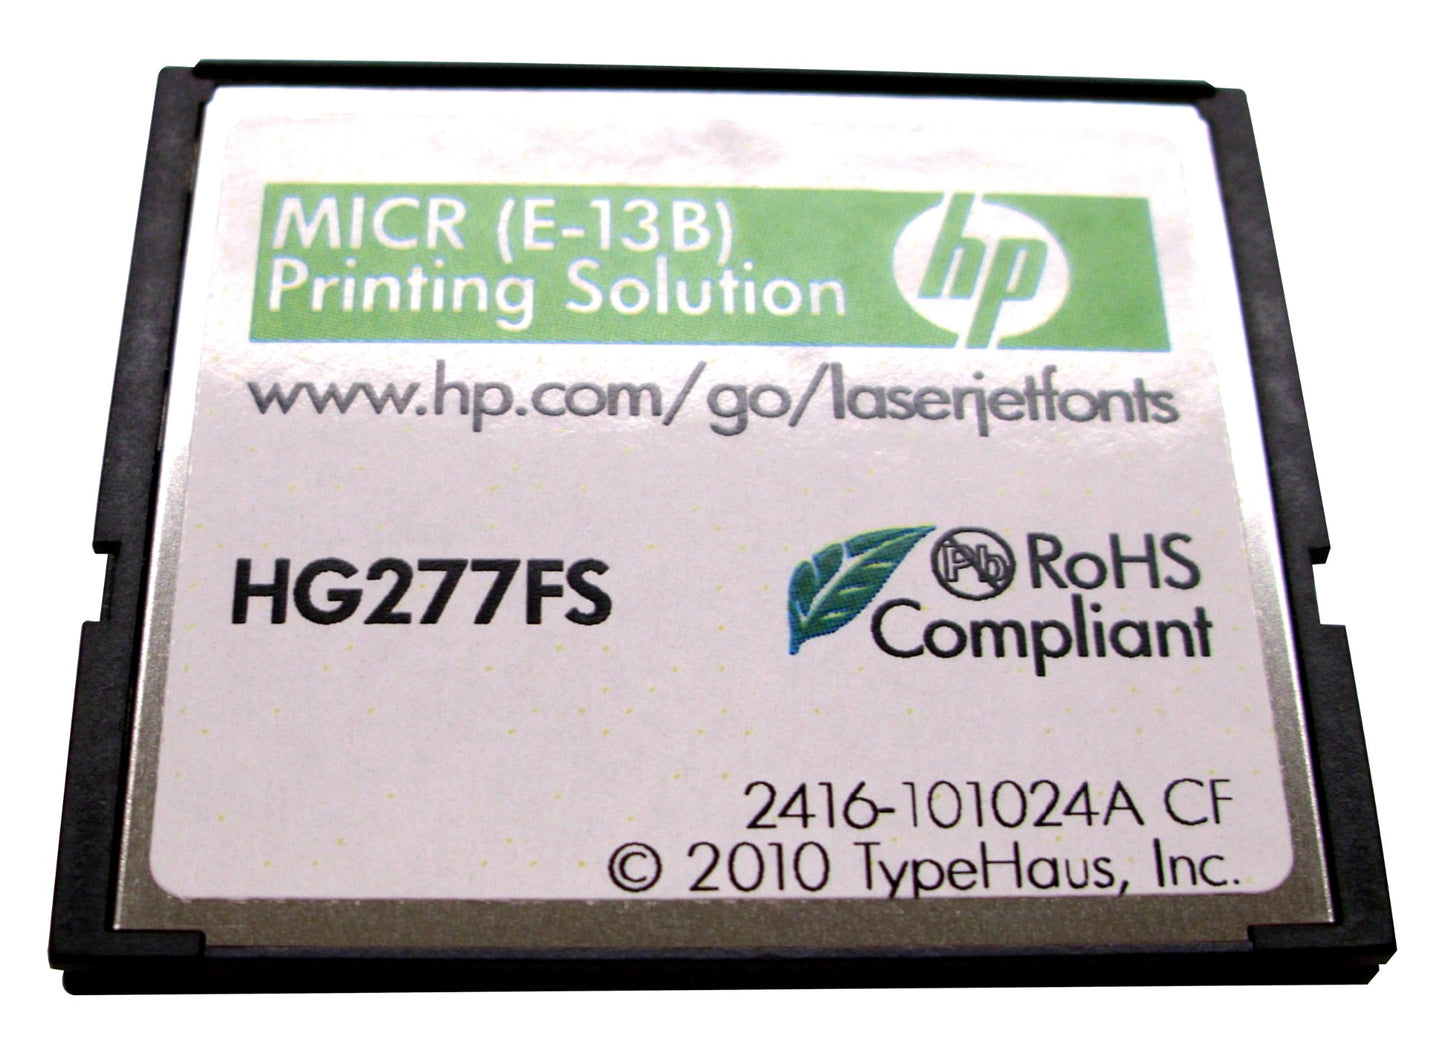 MICR (E-13B)
Printing Solution
hp
www.hp.com/go/laserjetfonts
HG277FS
Pb RoHS
Compliant
2416-101024A CF
© 2010 TypeHaus, Inc.